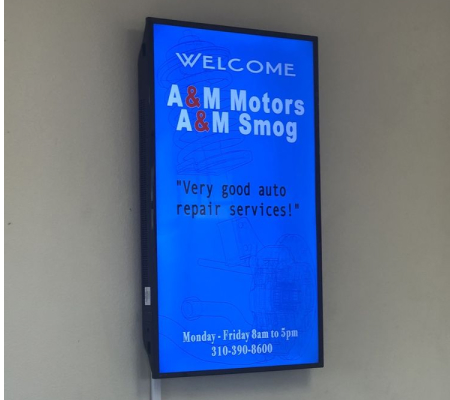 WELCOME
A&M Motors
A&M Smog
"Very good auto
repair services!"
Monday - Friday 8am to 5pm
310-390-8600